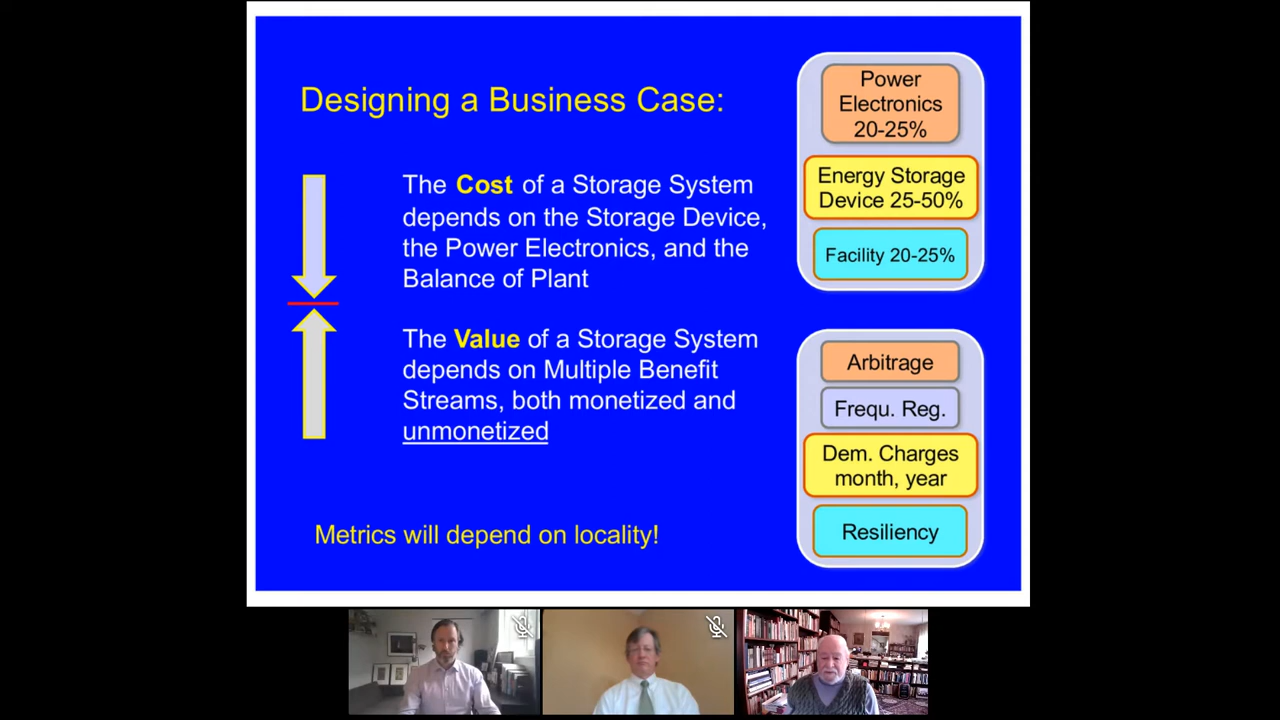 Designing a Business Case:
The Cost of a Storage System
depends on the Storage Device,
the Power Electronics, and the
Balance of Plant
The Value of a Storage System
depends on Multiple Benefit
Streams, both monetized and
unmonetized
Metrics will depend on locality!
Power
Electronics
20-25%
Energy Storage
Device 25-50%
Facility 20-25%
Arbitrage
Frequ. Reg.
Dem. Charges
month, year
Resiliency